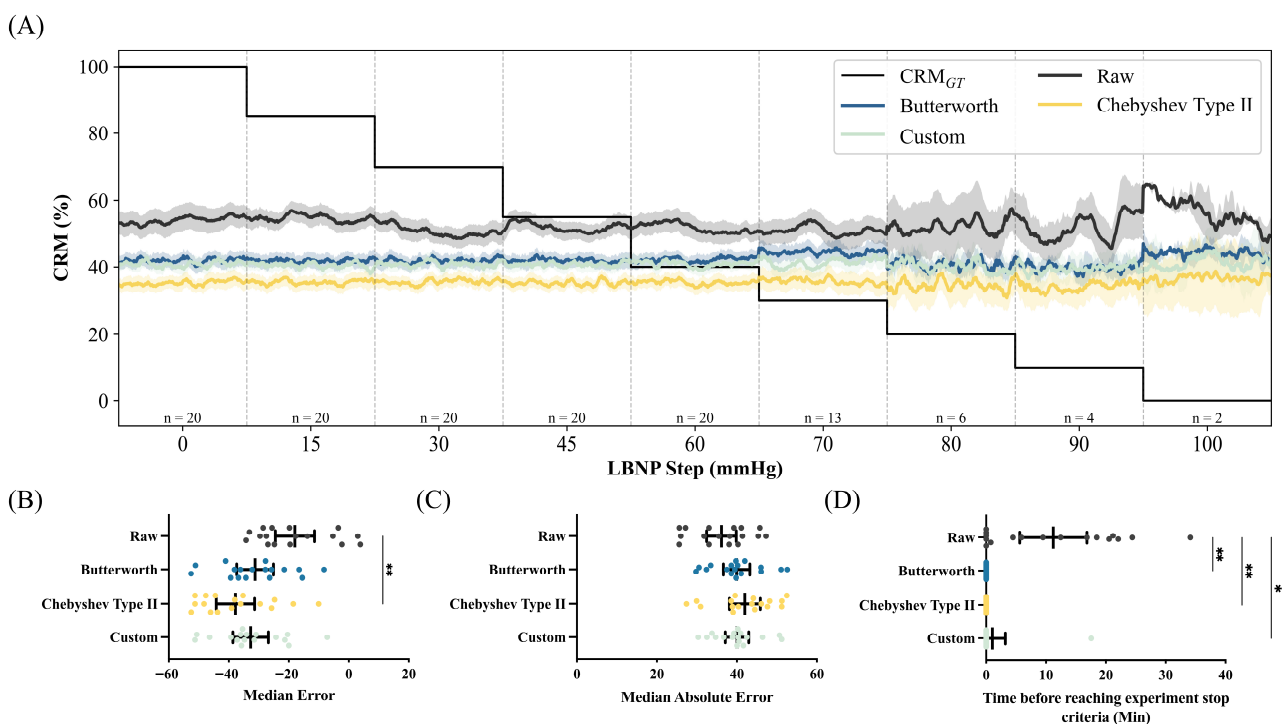 (A)
100
80
60
40
20
0
CRM (%)
CRM_GT
Butterworth
Custom
Raw
Chebyshev Type II
n = 20
n = 20
n = 20
n = 20
n = 20
n = 13
n = 6
n = 4
n = 2
0
15
30
45
60
70
80
90
100
LBNP Step (mmHg)
(B)
Raw
Butterworth
Chebyshev Type II
Custom
**
−60
−40
−20
0
20
Median Error
(C)
Raw
Butterworth
Chebyshev Type II
Custom
0
20
40
60
Median Absolute Error
(D)
Raw
Butterworth
Chebyshev Type II
Custom
**
**
*
0
10
20
30
40
Time before reaching experiment stop
criteria (Min)